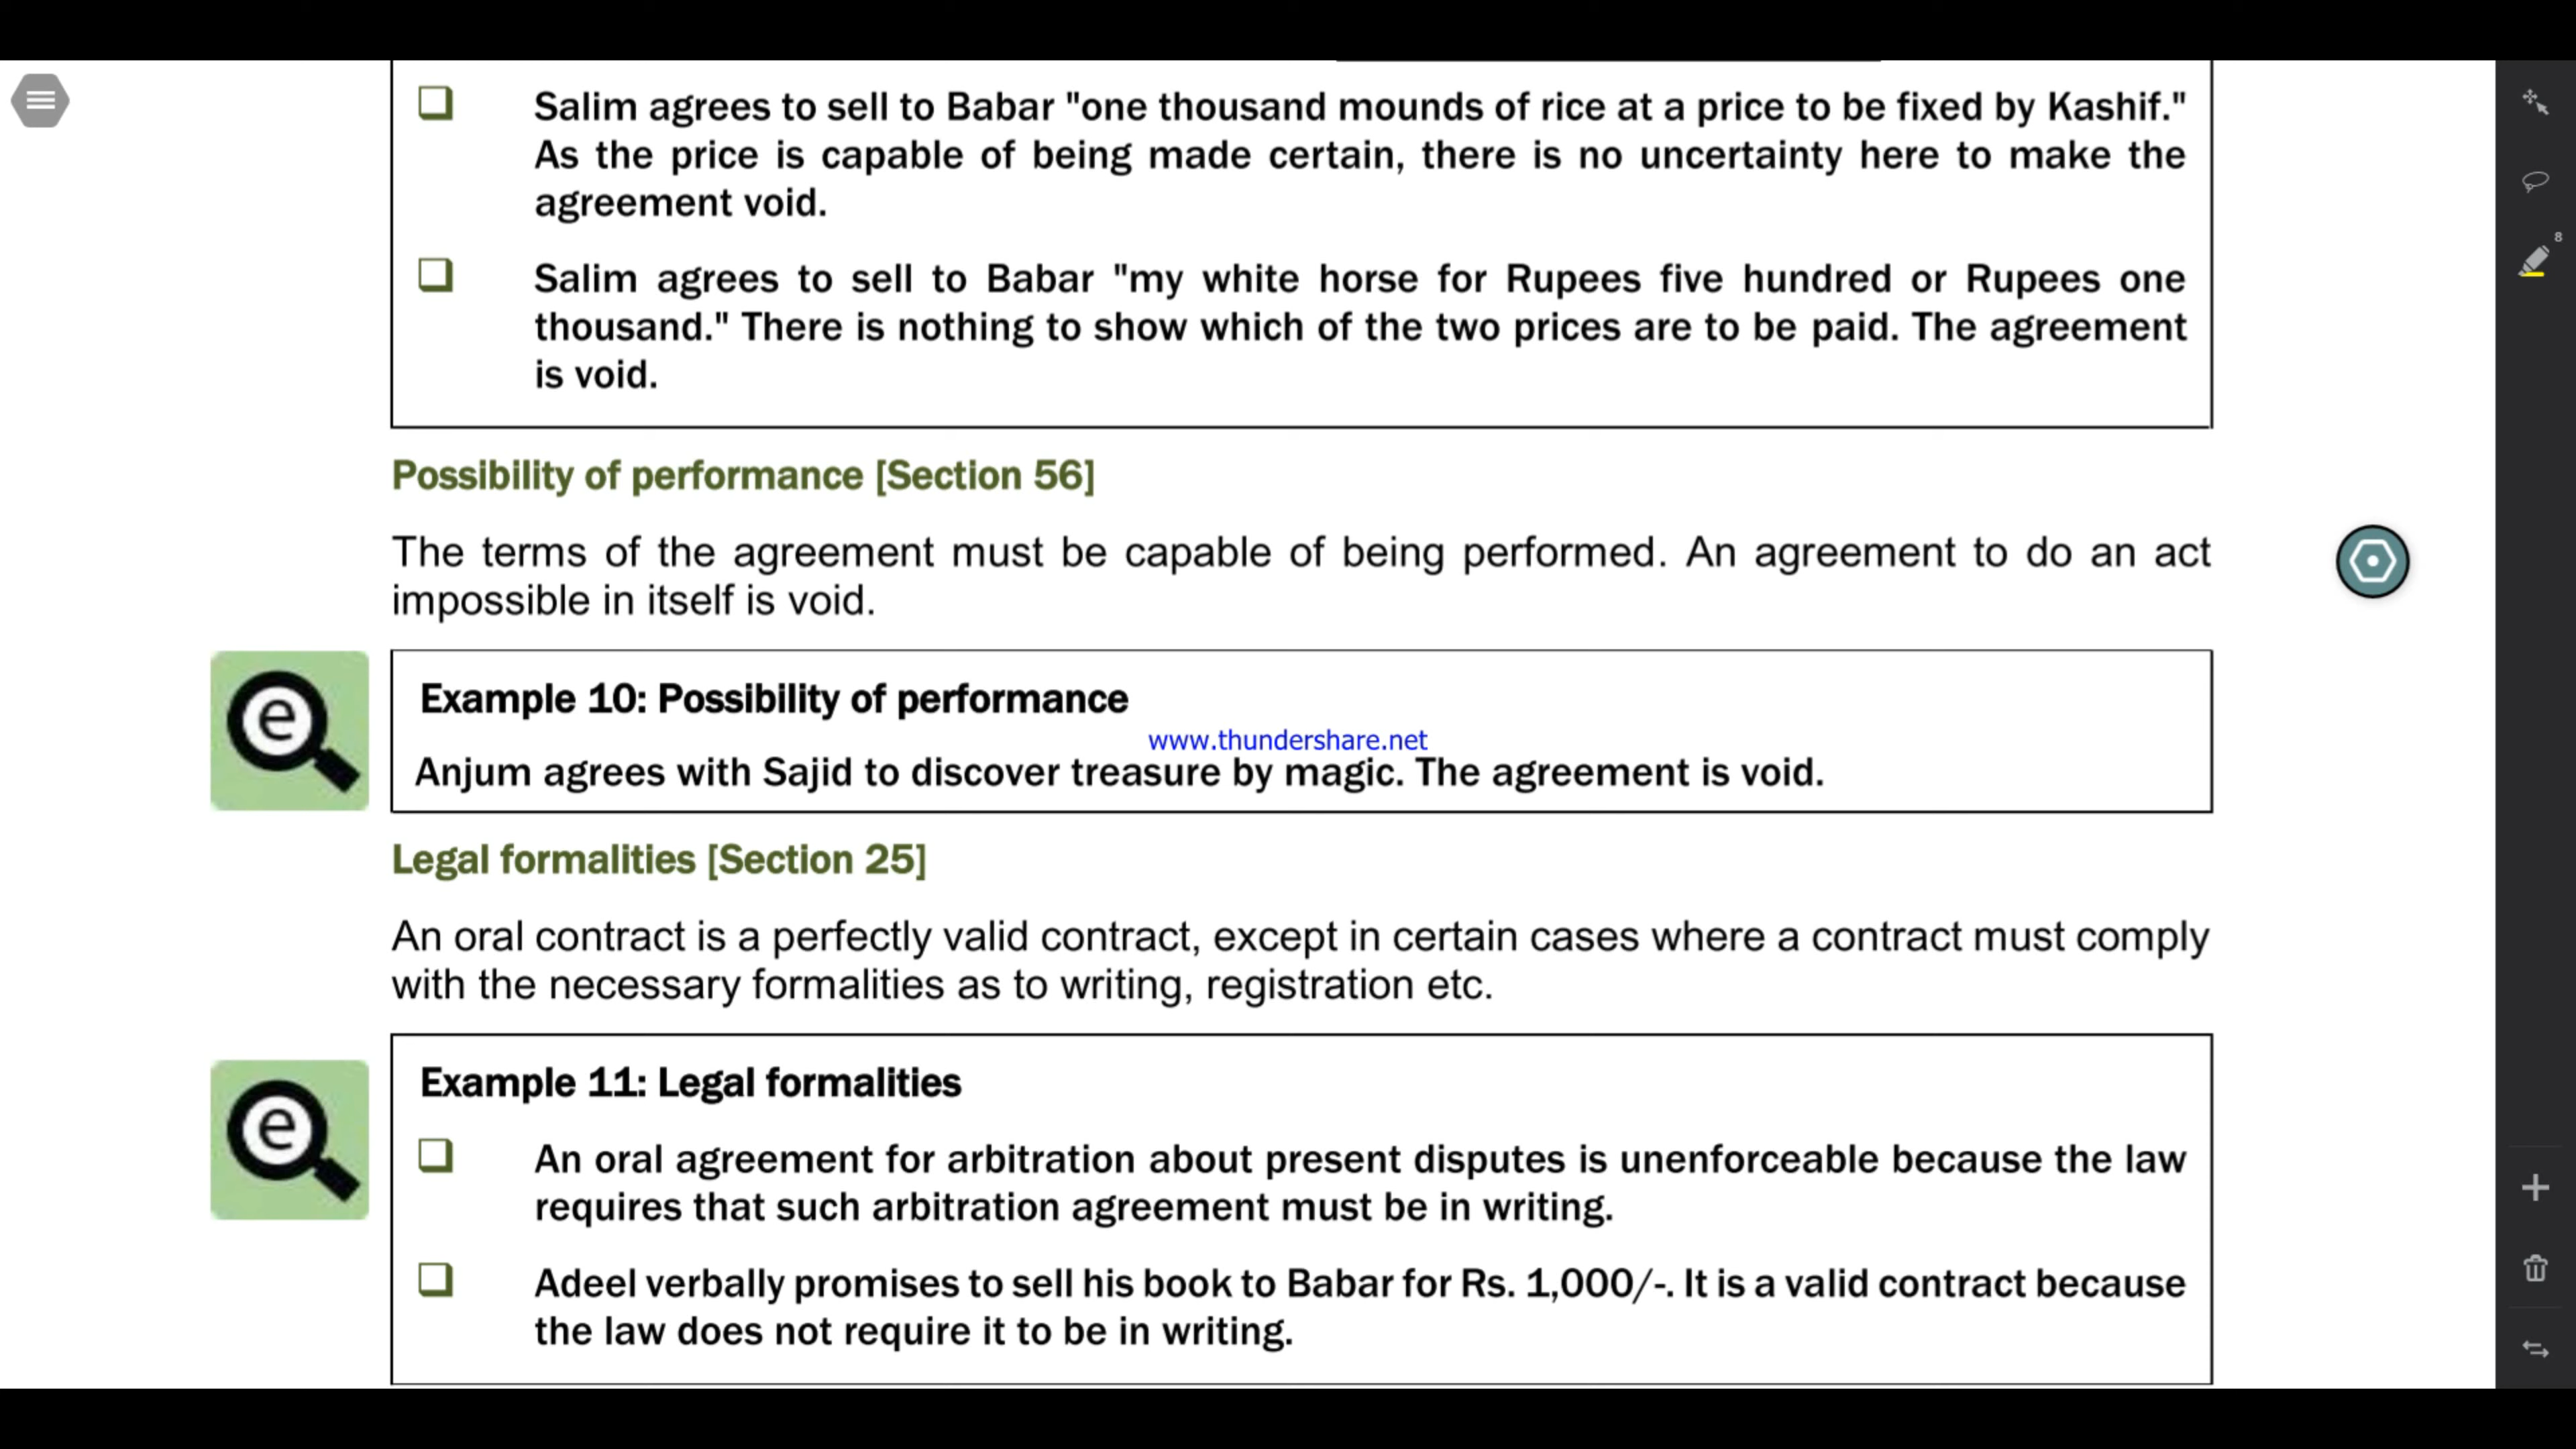 Salim agrees to sell to Babar "one thousand mounds of rice at a price to be fixed by Kashif."
As the price is capable of being made certain, there is no uncertainty here to make the
agreement void.
Salim agrees to sell to Babar "my white horse for Rupees five hundred or Rupees one
thousand." There is nothing to show which of the two prices are to be paid. The agreement
is void.
Possibility of performance [Section 56]
The terms of the agreement must be capable of being performed. An agreement to do an act
impossible in itself is void.
e
Example 10: Possibility of performance
www.thundershare.net
Anjum agrees with Sajid to discover treasure by magic. The agreement is void.
Legal formalities [Section 25]
An oral contract is a perfectly valid contract, except in certain cases where a contract must comply
with the necessary formalities as to writing, registration etc.
e
Example 11: Legal formalities
An oral agreement for arbitration about present disputes is unenforceable because the law
requires that such arbitration agreement must be in writing.
Adeel verbally promises to sell his book to Babar for Rs. 1,000/-. It is a valid contract because
the law does not require it to be in writing.
8